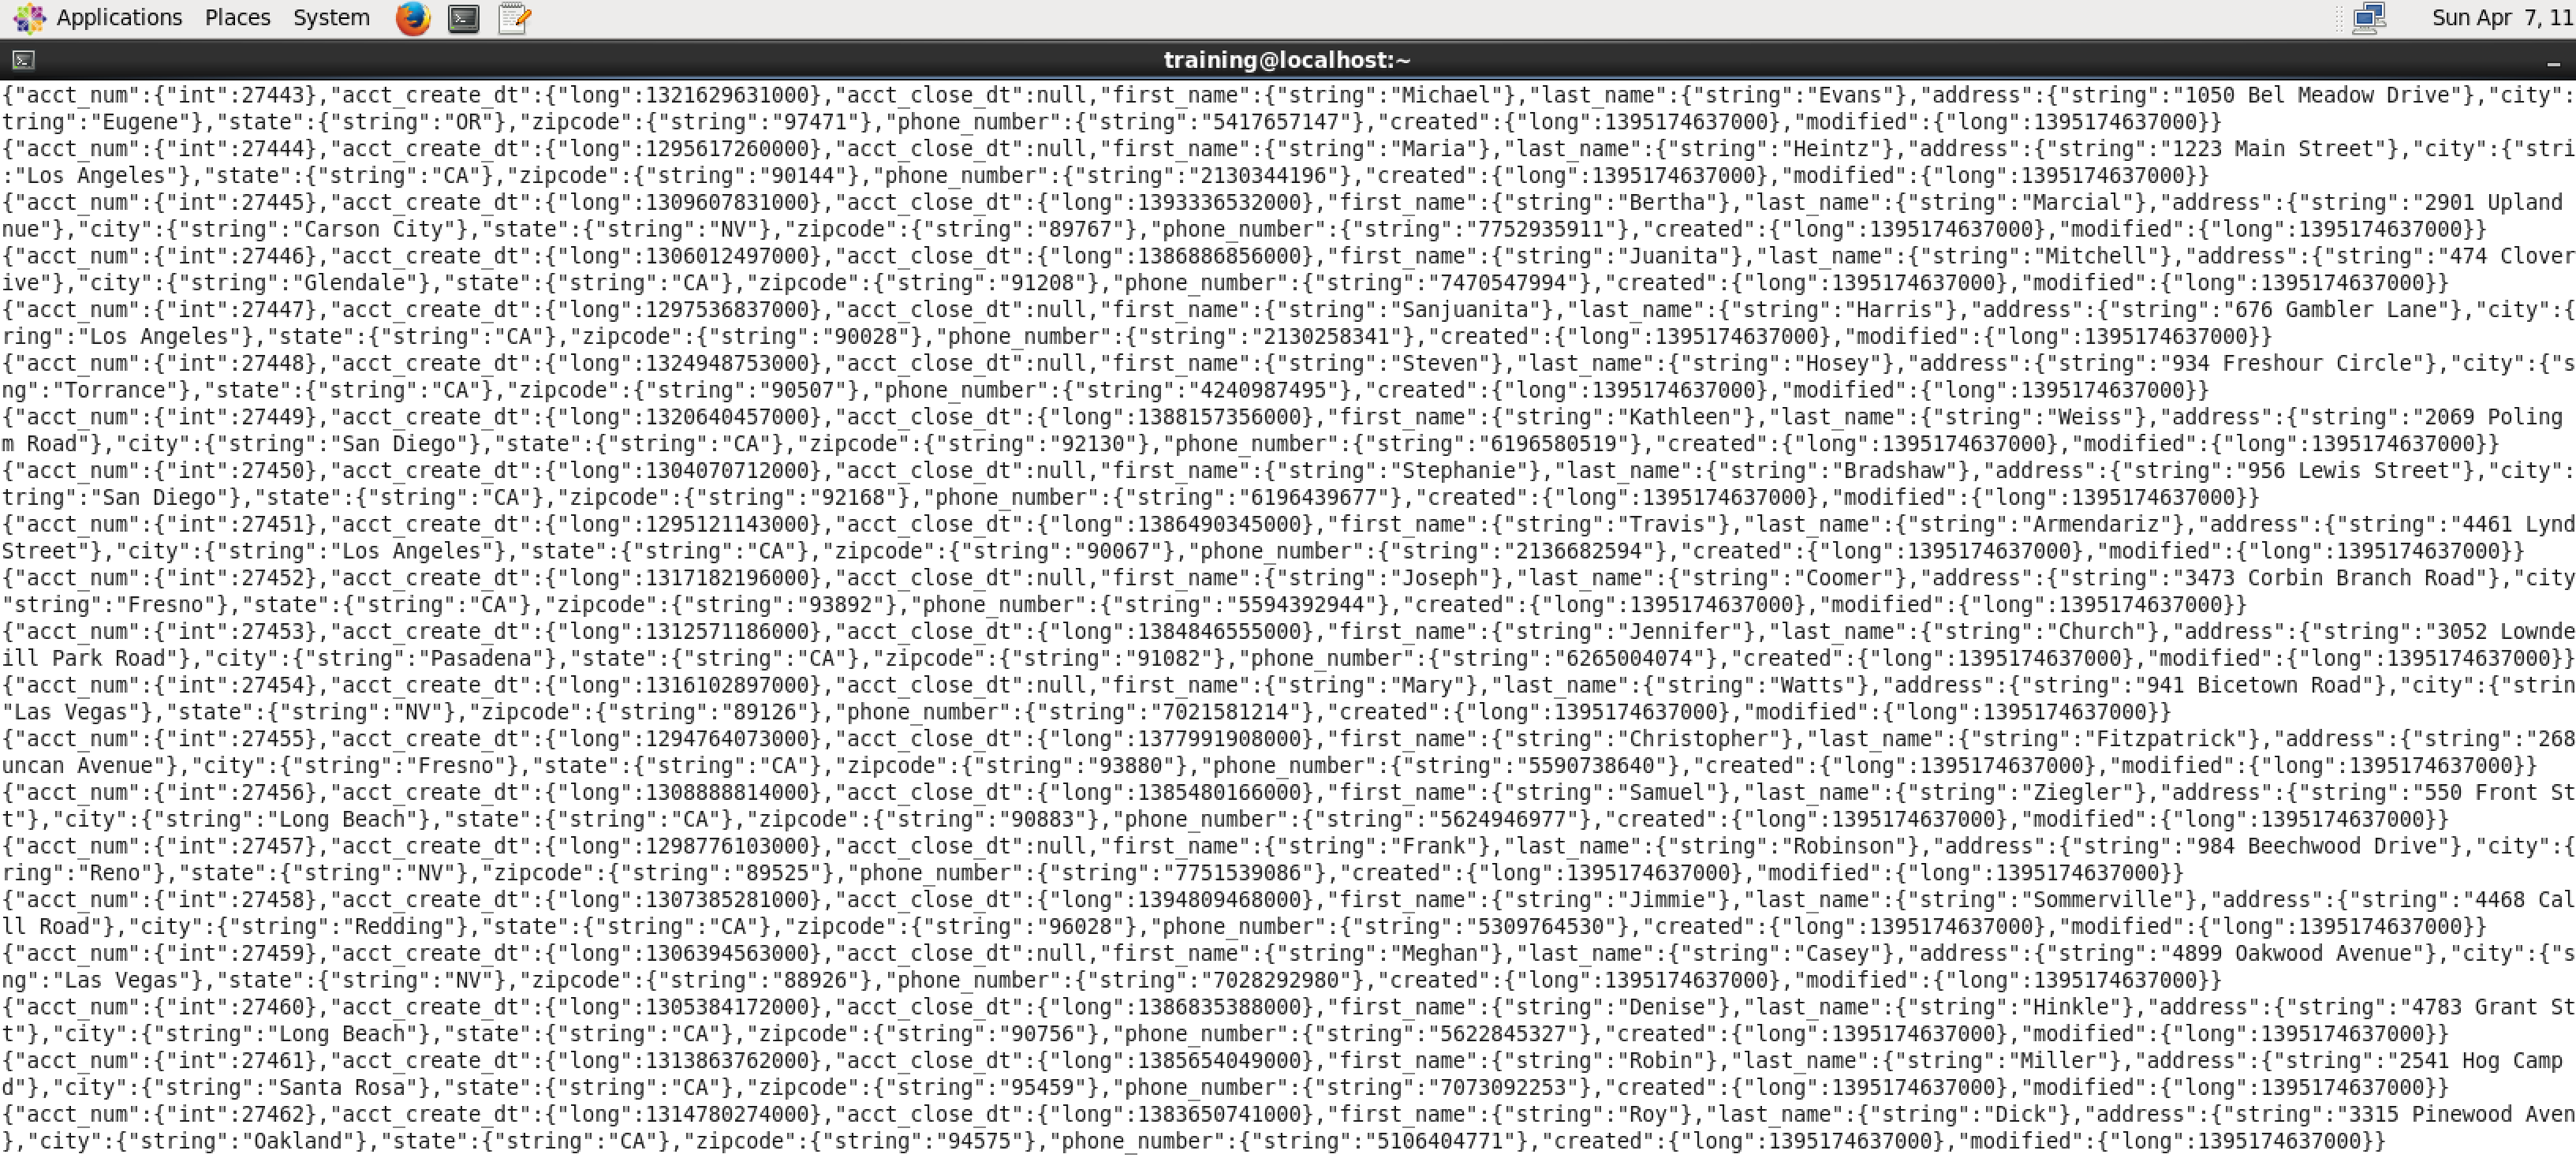 Applications Places System Sun Apr 7, 11
training@localhost:~
{"acct_num":{"int":27443},"acct_create_dt":{"long":1321629631000},"acct_close_dt":null,"first_name":{"string":"Michael"},"last_name":{"string":"Evans"},"address":{"string":"1050 Bel Meadow Drive"},"city":
tring":"Eugene"},"state":{"string":"OR"},"zipcode":{"string":"97471"},"phone_number":{"string":"5417657147"},"created":{"long":1395174637000},"modified":{"long":1395174637000}}
{"acct_num":{"int":27444},"acct_create_dt":{"long":1295617260000},"acct_close_dt":null,"first_name":{"string":"Maria"},"last_name":{"string":"Heintz"},"address":{"string":"1223 Main Street"},"city":{"stri
:"Los Angeles"},"state":{"string":"CA"},"zipcode":{"string":"90144"},"phone_number":{"string":"2130344196"},"created":{"long":1395174637000},"modified":{"long":1395174637000}}
{"acct_num":{"int":27445},"acct_create_dt":{"long":1309607831000},"acct_close_dt":{"long":1393336532000},"first_name":{"string":"Bertha"},"last_name":{"string":"Marcial"},"address":{"string":"2901 Upland
nue"},"city":{"string":"Carson City"},"state":{"string":"NV"},"zipcode":{"string":"89767"},"phone_number":{"string":"7752935911"},"created":{"long":1395174637000},"modified":{"long":1395174637000}}
{"acct_num":{"int":27446},"acct_create_dt":{"long":1306012497000},"acct_close_dt":{"long":1386886856000},"first_name":{"string":"Juanita"},"last_name":{"string":"Mitchell"},"address":{"string":"474 Clover
ive"},"city":{"string":"Glendale"},"state":{"string":"CA"},"zipcode":{"string":"91208"},"phone_number":{"string":"7470547994"},"created":{"long":1395174637000},"modified":{"long":1395174637000}}
{"acct_num":{"int":27447},"acct_create_dt":{"long":1297536837000},"acct_close_dt":null,"first_name":{"string":"Sanjuanita"},"last_name":{"string":"Harris"},"address":{"string":"676 Gambler Lane"},"city":{
ring":"Los Angeles"},"state":{"string":"CA"},"zipcode":{"string":"90028"},"phone_number":{"string":"2130258341"},"created":{"long":1395174637000},"modified":{"long":1395174637000}}
{"acct_num":{"int":27448},"acct_create_dt":{"long":1324948753000},"acct_close_dt":null,"first_name":{"string":"Steven"},"last_name":{"string":"Hosey"},"address":{"string":"934 Freshour Circle"},"city":{"s
ng":"Torrance"},"state":{"string":"CA"},"zipcode":{"string":"90507"},"phone_number":{"string":"4240987495"},"created":{"long":1395174637000},"modified":{"long":1395174637000}}
{"acct_num":{"int":27449},"acct_create_dt":{"long":1320640457000},"acct_close_dt":{"long":1388157356000},"first_name":{"string":"Kathleen"},"last_name":{"string":"Weiss"},"address":{"string":"2069 Poling
m Road"},"city":{"string":"San Diego"},"state":{"string":"CA"},"zipcode":{"string":"92130"},"phone_number":{"string":"6196580519"},"created":{"long":1395174637000},"modified":{"long":1395174637000}}
{"acct_num":{"int":27450},"acct_create_dt":{"long":1304070712000},"acct_close_dt":null,"first_name":{"string":"Stephanie"},"last_name":{"string":"Bradshaw"},"address":{"string":"956 Lewis Street"},"city":
tring":"San Diego"},"state":{"string":"CA"},"zipcode":{"string":"92168"},"phone_number":{"string":"6196439677"},"created":{"long":1395174637000},"modified":{"long":1395174637000}}
{"acct_num":{"int":27451},"acct_create_dt":{"long":1295121143000},"acct_close_dt":{"long":1386490345000},"first_name":{"string":"Travis"},"last_name":{"string":"Armendariz"},"address":{"string":"4461 Lynd
Street"},"city":{"string":"Los Angeles"},"state":{"string":"CA"},"zipcode":{"string":"90067"},"phone_number":{"string":"2136682594"},"created":{"long":1395174637000},"modified":{"long":1395174637000}}
{"acct_num":{"int":27452},"acct_create_dt":{"long":1317182196000},"acct_close_dt":null,"first_name":{"string":"Joseph"},"last_name":{"string":"Coomer"},"address":{"string":"3473 Corbin Branch Road"},"city
"string":"Fresno"},"state":{"string":"CA"},"zipcode":{"string":"93892"},"phone_number":{"string":"5594392944"},"created":{"long":1395174637000},"modified":{"long":1395174637000}}
{"acct_num":{"int":27453},"acct_create_dt":{"long":1312571186000},"acct_close_dt":{"long":1384846555000},"first_name":{"string":"Jennifer"},"last_name":{"string":"Church"},"address":{"string":"3052 Lownde
ill Park Road"},"city":{"string":"Pasadena"},"state":{"string":"CA"},"zipcode":{"string":"91082"},"phone_number":{"string":"6265004074"},"created":{"long":1395174637000},"modified":{"long":1395174637000}}
{"acct_num":{"int":27454},"acct_create_dt":{"long":1316102897000},"acct_close_dt":null,"first_name":{"string":"Mary"},"last_name":{"string":"Watts"},"address":{"string":"941 Bicetown Road"},"city":{"strin
"Las Vegas"},"state":{"string":"NV"},"zipcode":{"string":"89126"},"phone_number":{"string":"7021581214"},"created":{"long":1395174637000},"modified":{"long":1395174637000}}
{"acct_num":{"int":27455},"acct_create_dt":{"long":1294764073000},"acct_close_dt":{"long":1377991908000},"first_name":{"string":"Christopher"},"last_name":{"string":"Fitzpatrick"},"address":{"string":"268
uncan Avenue"},"city":{"string":"Fresno"},"state":{"string":"CA"},"zipcode":{"string":"93880"},"phone_number":{"string":"5590738640"},"created":{"long":1395174637000},"modified":{"long":1395174637000}}
{"acct_num":{"int":27456},"acct_create_dt":{"long":1308888814000},"acct_close_dt":{"long":1385480166000},"first_name":{"string":"Samuel"},"last_name":{"string":"Ziegler"},"address":{"string":"550 Front St
t"},"city":{"string":"Long Beach"},"state":{"string":"CA"},"zipcode":{"string":"90883"},"phone_number":{"string":"5624946977"},"created":{"long":1395174637000},"modified":{"long":1395174637000}}
{"acct_num":{"int":27457},"acct_create_dt":{"long":1298776103000},"acct_close_dt":null,"first_name":{"string":"Frank"},"last_name":{"string":"Robinson"},"address":{"string":"984 Beechwood Drive"},"city":{
ring":"Reno"},"state":{"string":"NV"},"zipcode":{"string":"89525"},"phone_number":{"string":"7751539086"},"created":{"long":1395174637000},"modified":{"long":1395174637000}}
{"acct_num":{"int":27458},"acct_create_dt":{"long":1307385281000},"acct_close_dt":{"long":1394809468000},"first_name":{"string":"Jimmie"},"last_name":{"string":"Sommerville"},"address":{"string":"4468 Cal
ll Road"},"city":{"string":"Redding"},"state":{"string":"CA"},"zipcode":{"string":"96028"},"phone_number":{"string":"5309764530"},"created":{"long":1395174637000},"modified":{"long":1395174637000}}
{"acct_num":{"int":27459},"acct_create_dt":{"long":1306394563000},"acct_close_dt":null,"first_name":{"string":"Meghan"},"last_name":{"string":"Casey"},"address":{"string":"4899 Oakwood Avenue"},"city":{"s
ng":"Las Vegas"},"state":{"string":"NV"},"zipcode":{"string":"88926"},"phone_number":{"string":"7028292980"},"created":{"long":1395174637000},"modified":{"long":1395174637000}}
{"acct_num":{"int":27460},"acct_create_dt":{"long":1305384172000},"acct_close_dt":{"long":1386835388000},"first_name":{"string":"Denise"},"last_name":{"string":"Hinkle"},"address":{"string":"4783 Grant St
t"},"city":{"string":"Long Beach"},"state":{"string":"CA"},"zipcode":{"string":"90756"},"phone_number":{"string":"5622845327"},"created":{"long":1395174637000},"modified":{"long":1395174637000}}
{"acct_num":{"int":27461},"acct_create_dt":{"long":1313863762000},"acct_close_dt":{"long":1385654049000},"first_name":{"string":"Robin"},"last_name":{"string":"Miller"},"address":{"string":"2541 Hog Camp
d"},"city":{"string":"Santa Rosa"},"state":{"string":"CA"},"zipcode":{"string":"95459"},"phone_number":{"string":"7073092253"},"created":{"long":1395174637000},"modified":{"long":1395174637000}}
{"acct_num":{"int":27462},"acct_create_dt":{"long":1314780274000},"acct_close_dt":{"long":1383650741000},"first_name":{"string":"Roy"},"last_name":{"string":"Dick"},"address":{"string":"3315 Pinewood Aven
},"city":{"string":"Oakland"},"state":{"string":"CA"},"zipcode":{"string":"94575"},"phone_number":{"string":"5106404771"},"created":{"long":1395174637000},"modified":{"long":1395174637000}}